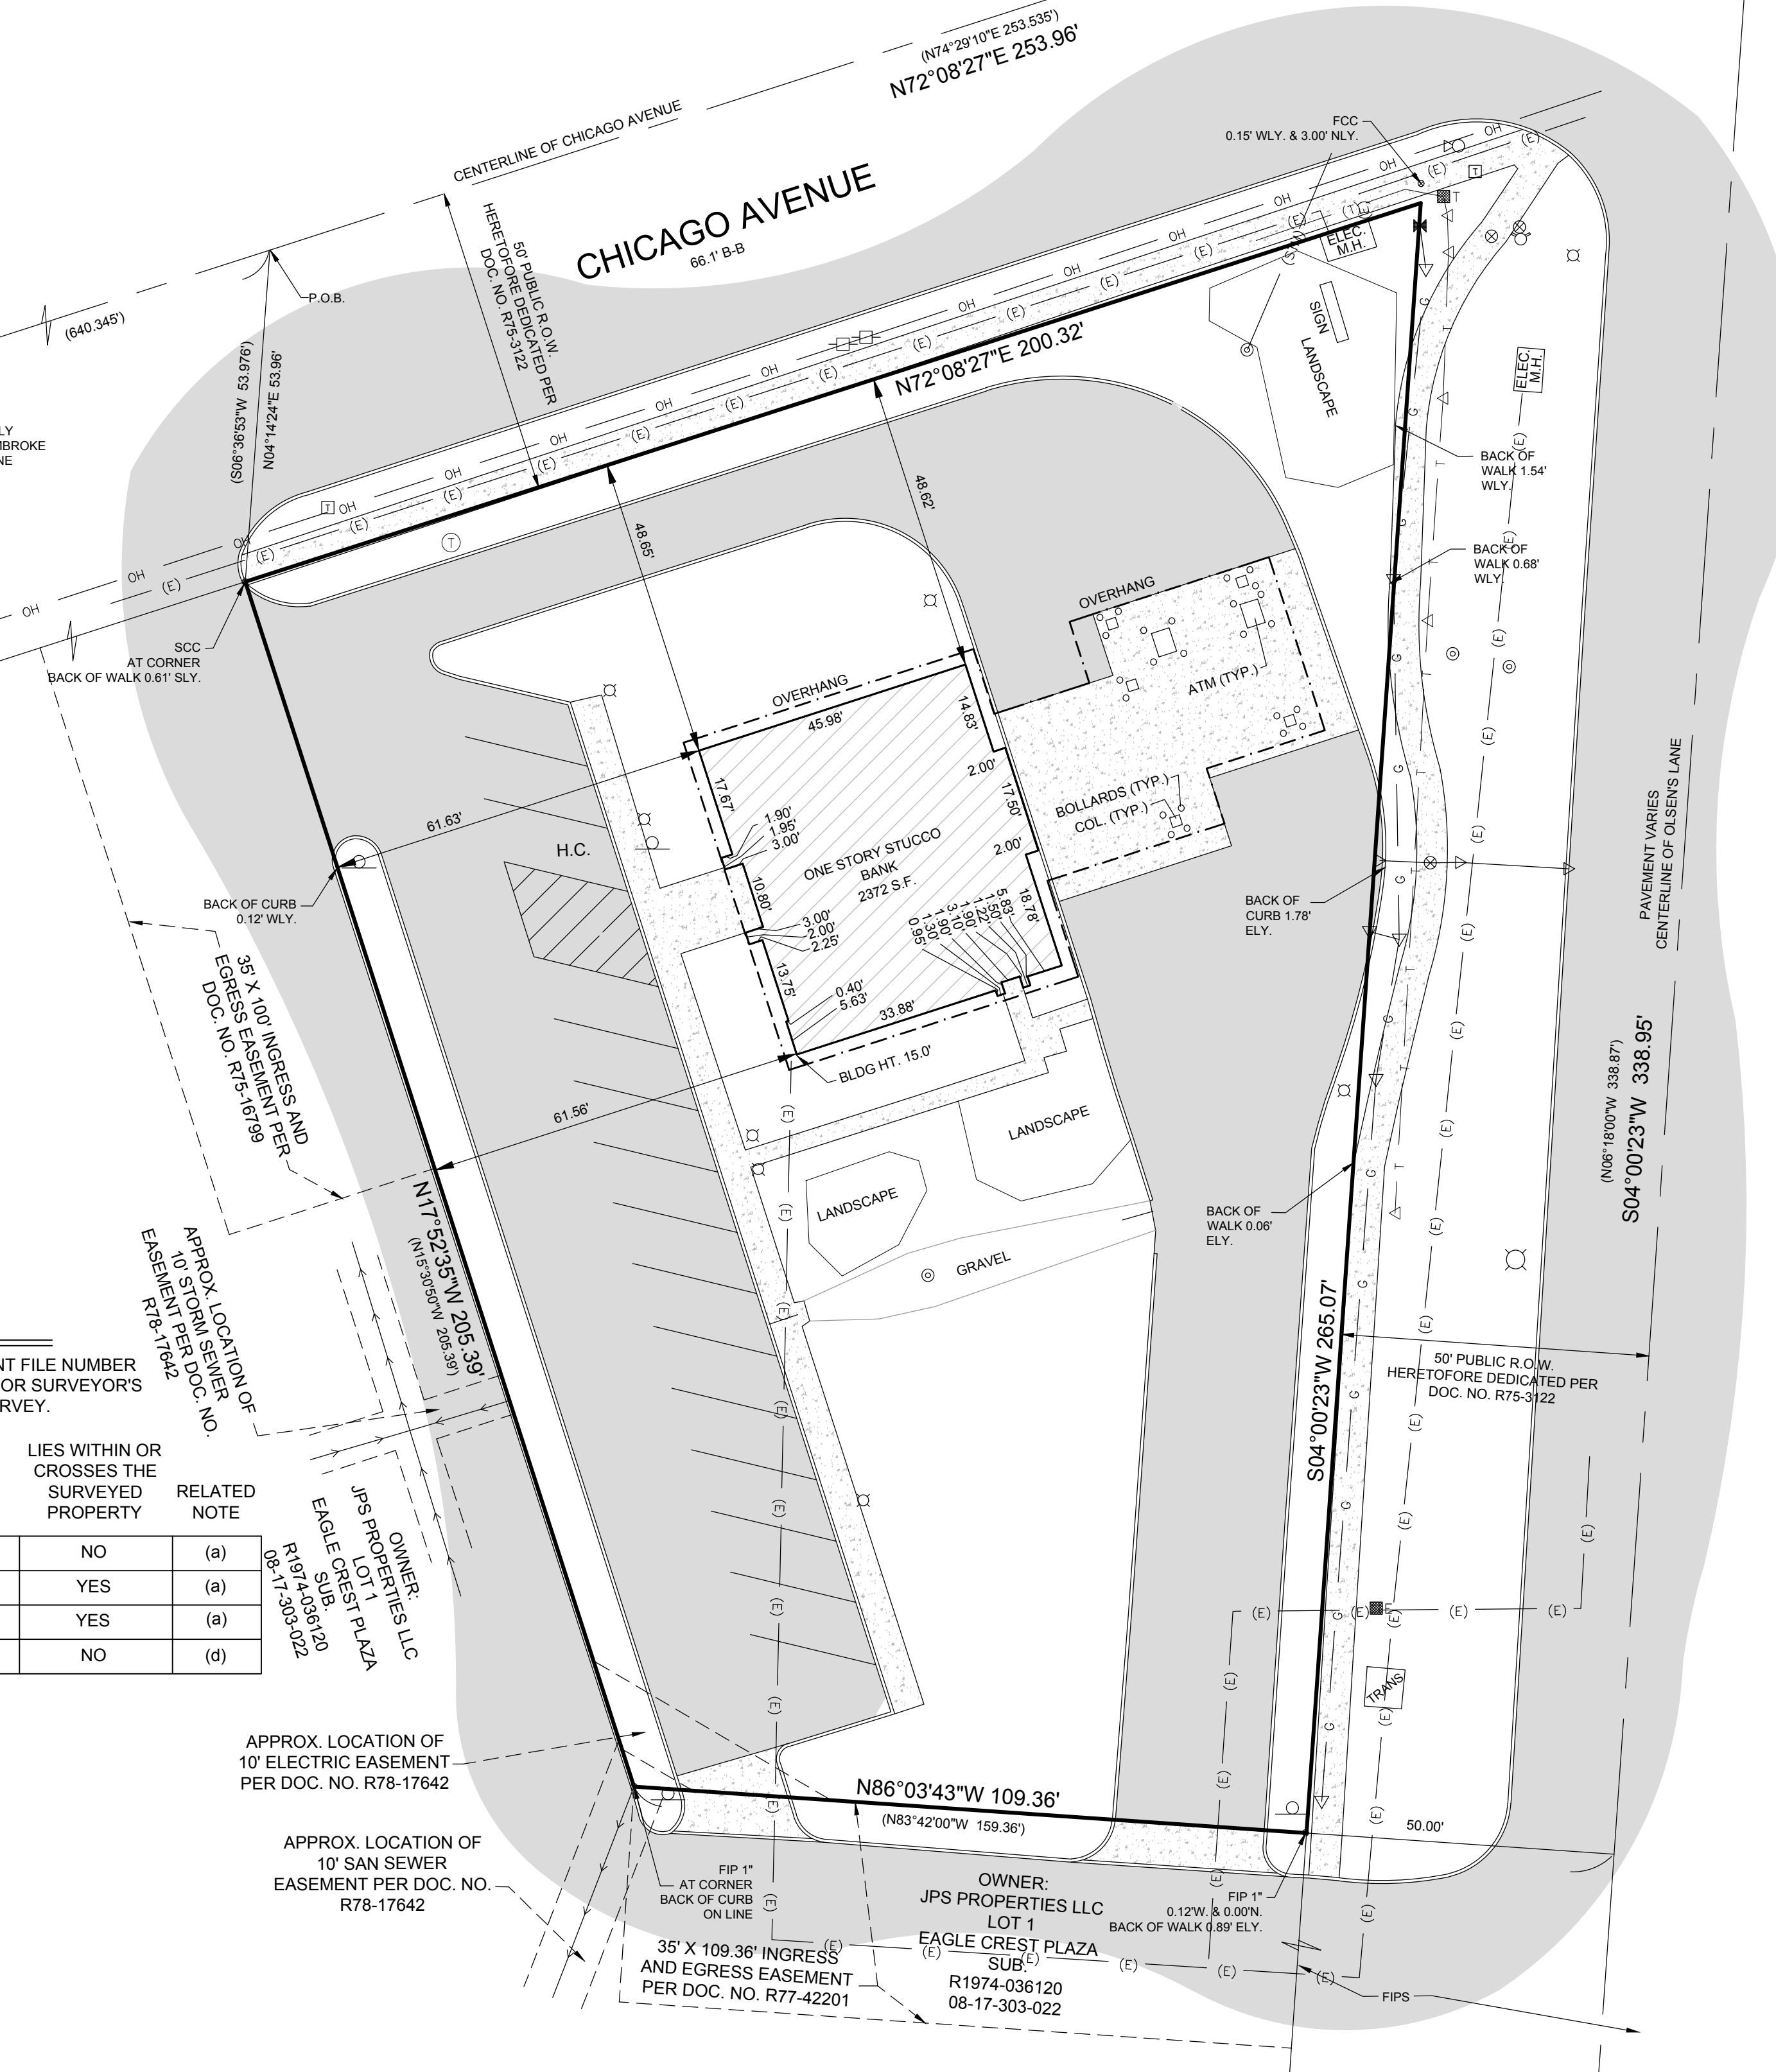 (N74°29'10"E 253.535')
N72°08'27"E 253.96'
CENTERLINE OF CHICAGO AVENUE
CHICAGO AVENUE
66.1' B-B
FCC
0.15' WLY. & 3.00' NLY.
P.O.B.
(640.345')
50' PUBLIC R.O.W.
HERETOFORE DEDICATED PER
DOC. NO. R75-3122
(S06°36'53"W 53.976')
N04°14'24"E 53.96'
LY
MBROKE
NE
N72°08'27"E 200.32'
ELEC.
M.H.
SIGN
LANDSCAPE
ELEC.
M.H.
BACK OF
WALK 1.54'
WLY.
BACK OF
WALK 0.68'
WLY.
48.65'
48.62'
SCC
AT CORNER
BACK OF WALK 0.61' SLY.
OVERHANG
OVERHANG
ATM (TYP.)
BOLLARDS (TYP.)
COL. (TYP.)
45.98'
14.83'
2.00'
17.50'
2.00'
18.78'
17.67'
1.90'
1.95'
3.00'
10.80'
3.00'
2.00'
2.25'
13.75'
0.40'
5.63'
33.88'
5.83'
1.50'
1.22'
1.90'
3.10'
1.90'
1.30'
0.95'
ONE STORY STUCCO
BANK
2372 S.F.
BLDG HT. 15.0'
61.63'
H.C.
BACK OF CURB
0.12' WLY.
61.56'
BACK OF
CURB 1.78'
ELY.
PAVEMENT VARIES
CENTERLINE OF OLSEN'S LANE
35' X 100' INGRESS AND
EGRESS EASEMENT PER
DOC. NO. R75-16799
LANDSCAPE
LANDSCAPE
GRAVEL
BACK OF
WALK 0.06'
ELY.
(N06°18'00"W 338.87')
S04°00'23"W 338.95'
N17°52'35"W 205.39'
(N15°30'50"W 205.39')
APPROX. LOCATION OF
10' STORM SEWER
EASEMENT PER DOC. NO.
R78-17642
S04°00'23"W 265.07'
50' PUBLIC R.O.W.
HERETOFORE DEDICATED PER
DOC. NO. R75-3122
NT FILE NUMBER
OR SURVEYOR'S
RVEY.
LIES WITHIN OR
CROSSES THE
SURVEYED
PROPERTY
RELATED
NOTE
NO (a)
YES (a)
YES (a)
NO (d)
OWNER:
JPS PROPERTIES LLC
LOT 1
EAGLE CREST PLAZA
SUB.
R1974-036120
08-17-303-022
TRANS
APPROX. LOCATION OF
10' ELECTRIC EASEMENT
PER DOC. NO. R78-17642
N86°03'43"W 109.36'
(N83°42'00"W 159.36')
50.00'
APPROX. LOCATION OF
10' SAN SEWER
EASEMENT PER DOC. NO.
R78-17642
FIP 1"
AT CORNER
BACK OF CURB
ON LINE
OWNER:
JPS PROPERTIES LLC
LOT 1
EAGLE CREST PLAZA
SUB.
R1974-036120
08-17-303-022
FIP 1"
0.12'W. & 0.00'N.
BACK OF WALK 0.89' ELY.
35' X 109.36' INGRESS
AND EGRESS EASEMENT
PER DOC. NO. R77-42201
FIPS